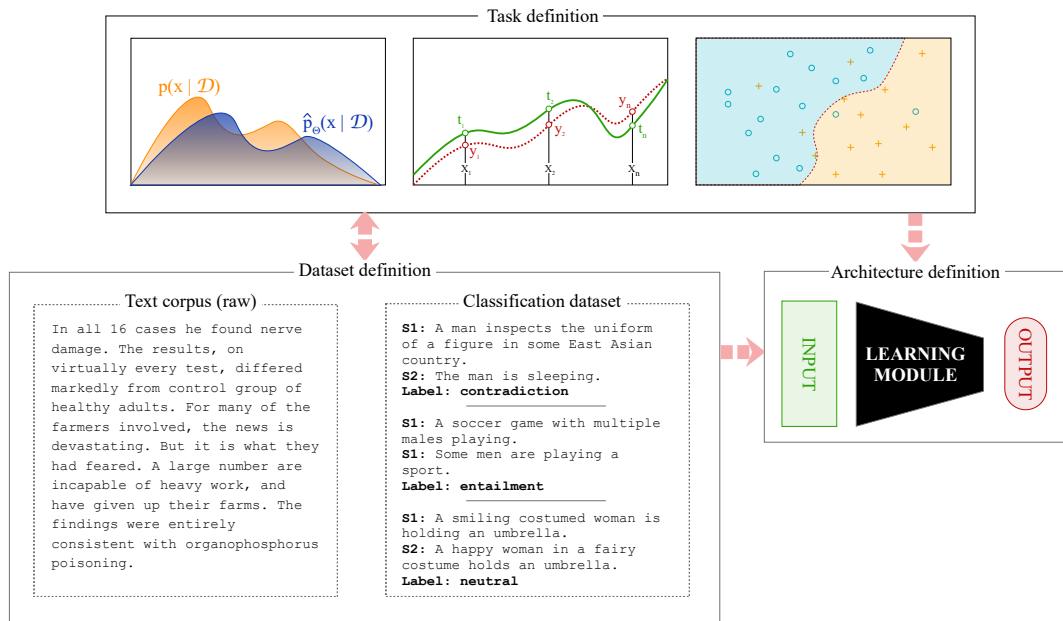 Task definition
p(x | 𝒟)
p̂_Θ(x | 𝒟)
t₁
t₂
tₙ
y₁
y₂
yₙ
x₁
x₂
xₙ
Dataset definition
Text corpus (raw)
In all 16 cases he found nerve
damage. The results, on
virtually every test, differed
markedly from control group of
healthy adults. For many of the
farmers involved, the news is
devastating. But it is what they
had feared. A large number are
incapable of heavy work, and
have given up their farms. The
findings were entirely
consistent with organophosphorus
poisoning.
Classification dataset
S1: A man inspects the uniform
of a figure in some East Asian
country.
S2: The man is sleeping.
Label: contradiction
S1: A soccer game with multiple
males playing.
S1: Some men are playing a
sport.
Label: entailment
S1: A smiling costumed woman is
holding an umbrella.
S2: A happy woman in a fairy
costume holds an umbrella.
Label: neutral
Architecture definition
INPUT
LEARNING
MODULE
OUTPUT